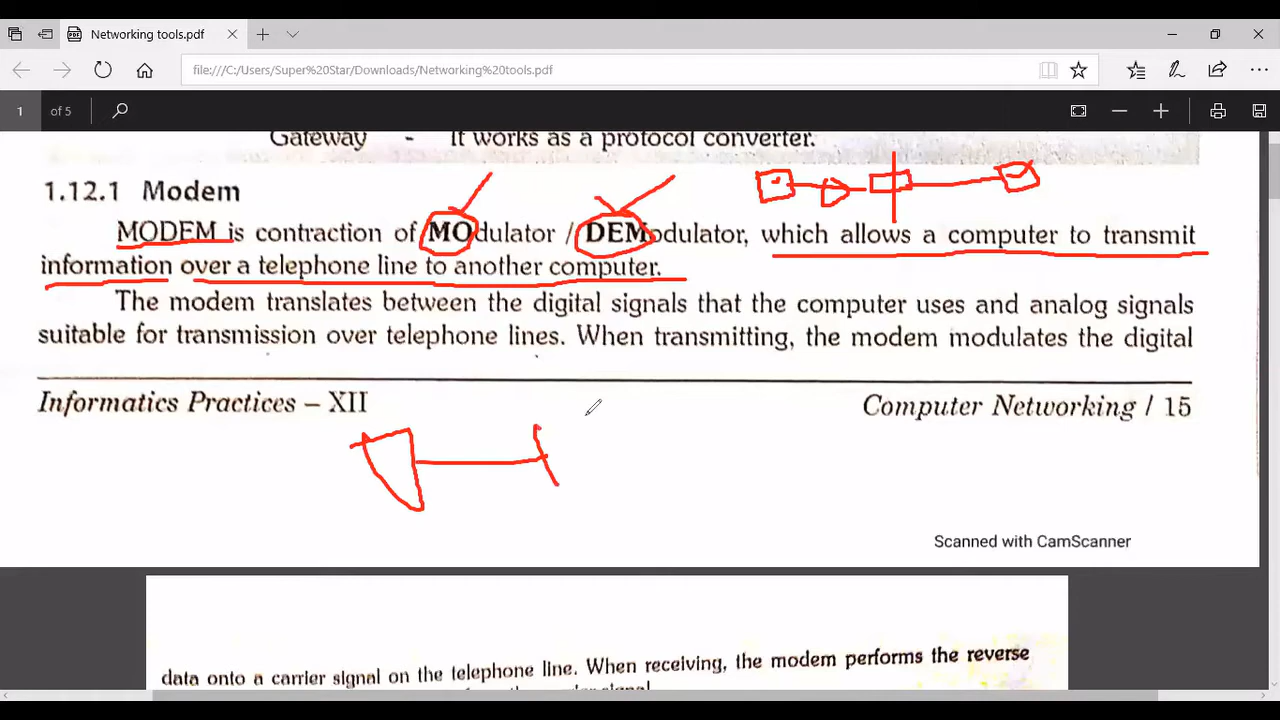 Networking tools.pdf
file:///C:/Users/Super%20Star/Downloads/Networking%20tools.pdf
1 of 5
Gateway - It works as a protocol converter.
1.12.1 Modem
MODEM is contraction of MOdulator / DEModulator, which allows a computer to transmit
information over a telephone line to another computer.
The modem translates between the digital signals that the computer uses and analog signals
suitable for transmission over telephone lines. When transmitting, the modem modulates the digital
Informatics Practices – XII
Computer Networking / 15
Scanned with CamScanner
data onto a carrier signal on the telephone line. When receiving, the modem performs the reverse